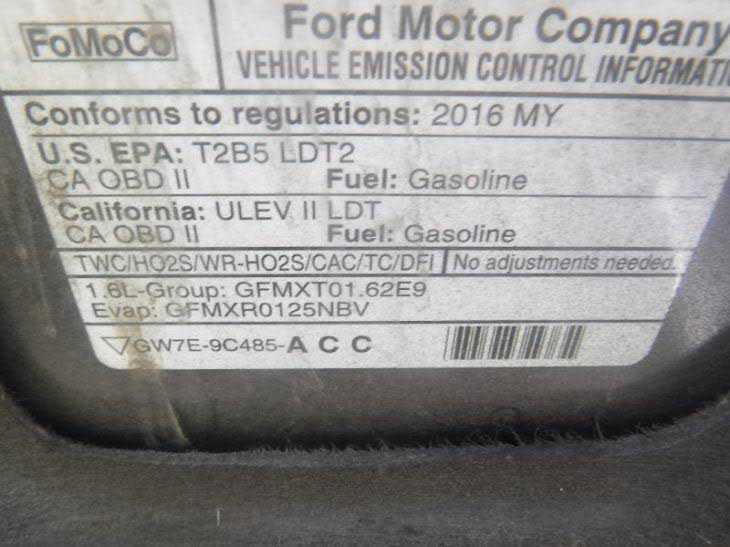 FoMoCo
Ford Motor Company
VEHICLE EMISSION CONTROL INFORMATI
Conforms to regulations: 2016 MY
U.S. EPA: T2B5 LDT2
CA OBD II Fuel: Gasoline
California: ULEV II LDT
CA OBD II Fuel: Gasoline
TWC/HO2S/WR-HO2S/CAC/TC/DFI No adjustments needed.
1.6L-Group: GFMXT01.62E9
Evap: GFMXR0125NBV
GW7E-9C485-A C C